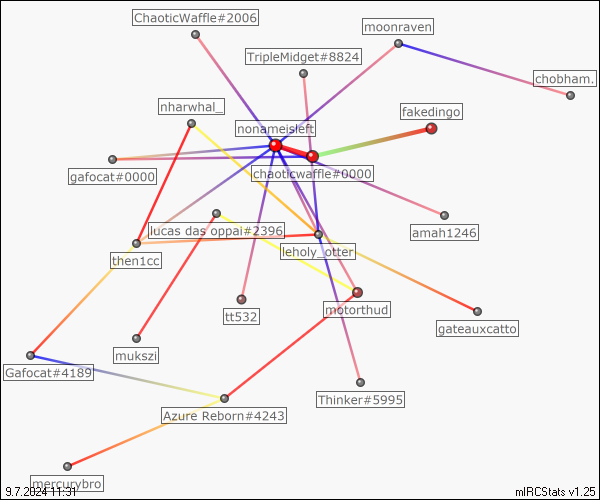 ChaoticWaffle#2006
moonraven
TripleMidget#8824
chobham.
nharwhal_
fakedingo
nonameisleft
gafocat#0000
chaoticwaffle#0000
lucas das oppai#2396
amah1246
leholy_otter
then1cc
tt532
motorthud
gateauxcatto
mukszi
Gafocat#4189
Thinker#5995
Azure Reborn#4243
mercurybro
9.7.2024 11:31
mIRCStats v1.25